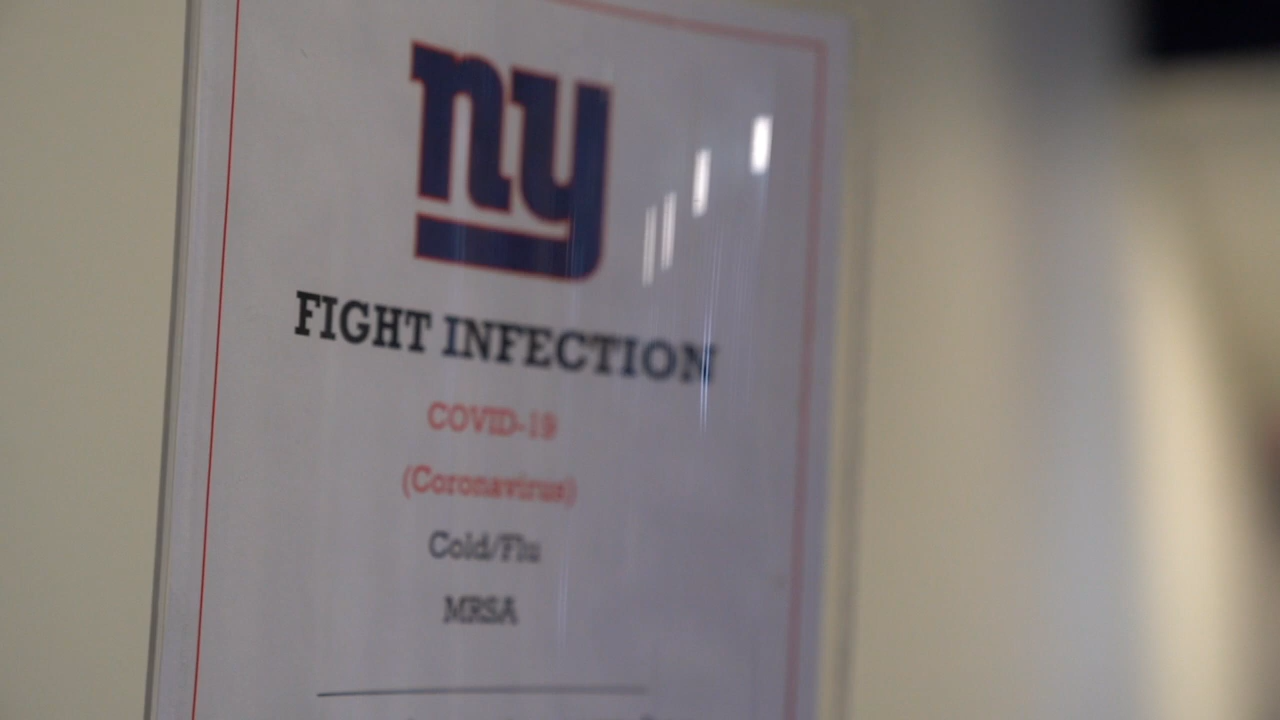 ny
FIGHT INFECTION
COVID-19
(Coronavirus)
Cold/Flu
MRSA